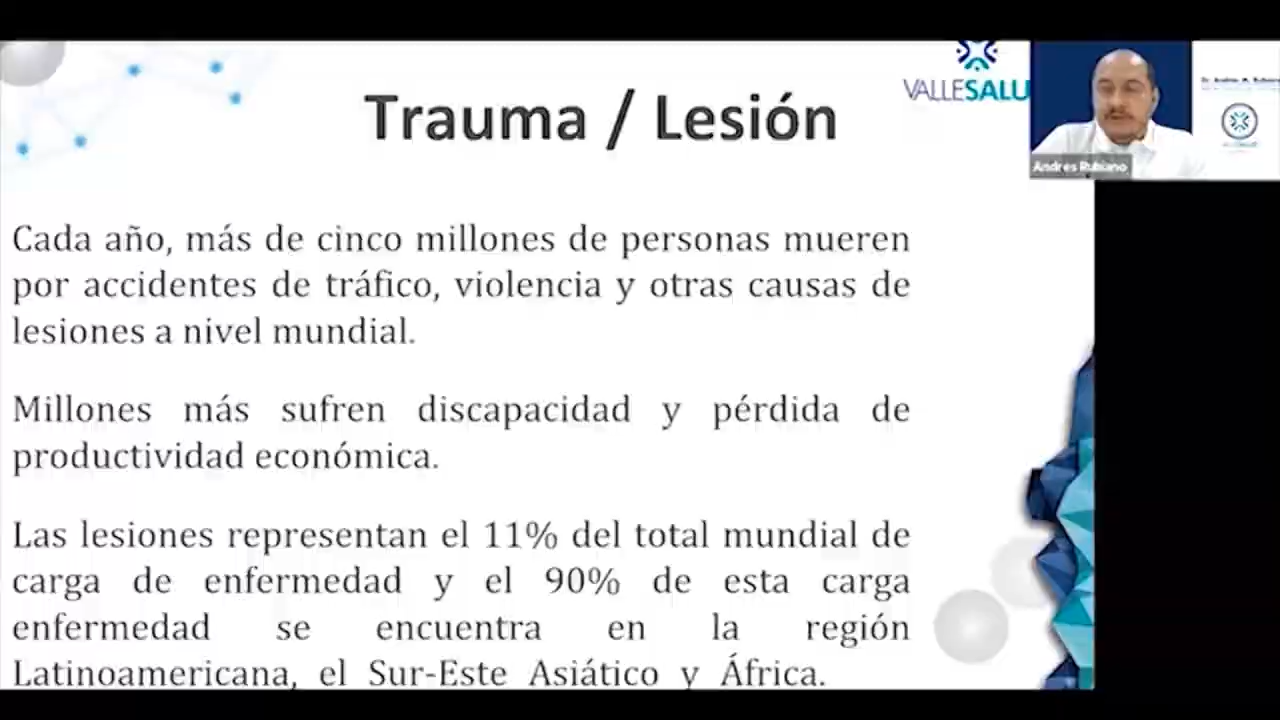 VALLESALU
Trauma / Lesión
Andres Rubiano
Cada año, más de cinco millones de personas mueren
por accidentes de tráfico, violencia y otras causas de
lesiones a nivel mundial.
Millones más sufren discapacidad y pérdida de
productividad económica.
Las lesiones representan el 11% del total mundial de
carga de enfermedad y el 90% de esta carga
enfermedad se encuentra en la región
Latinoamericana, el Sur-Este Asiático y África.